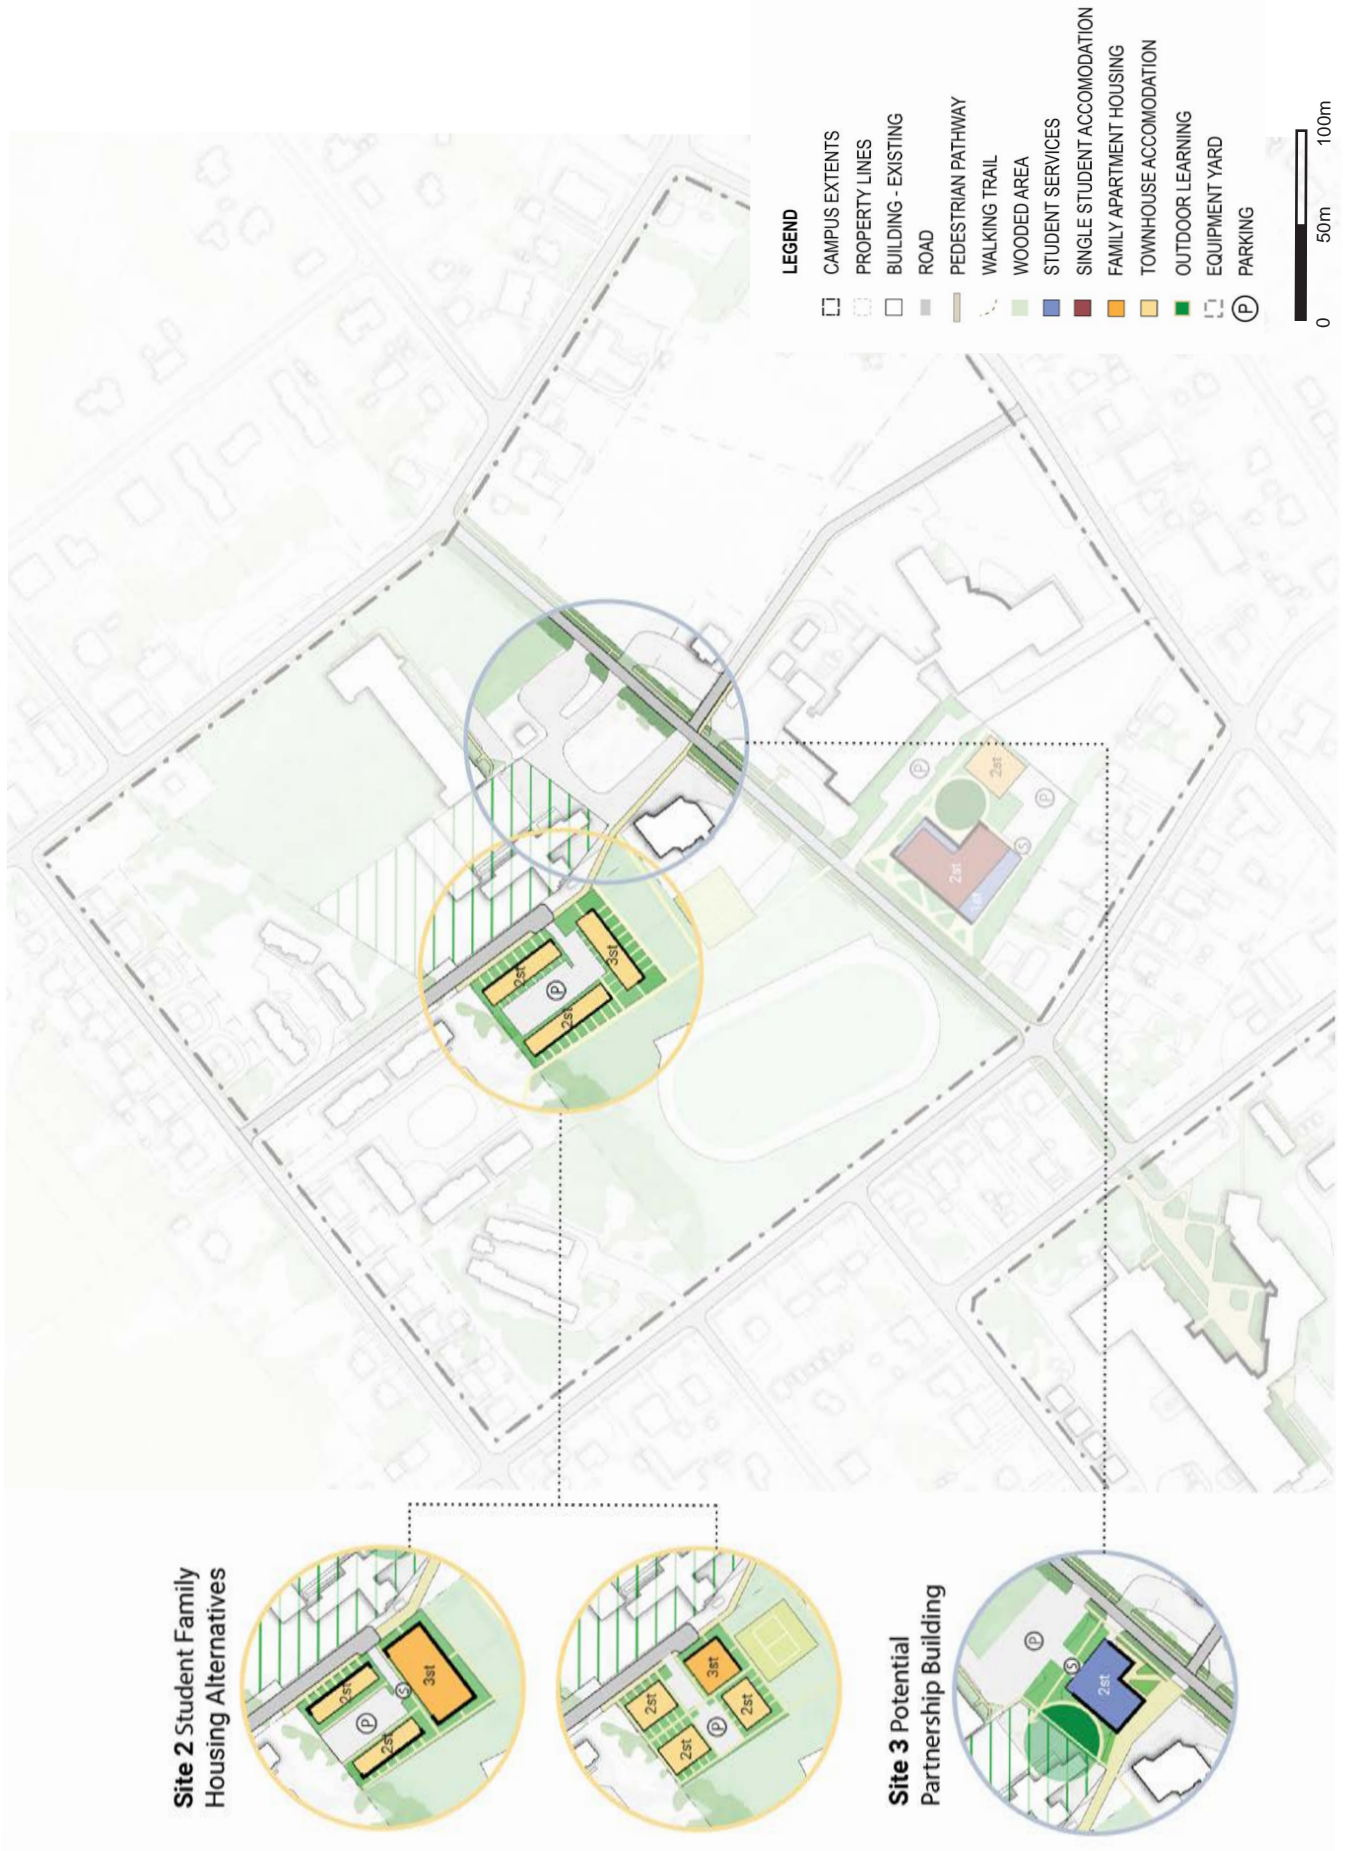 Site 2 Student Family
Housing Alternatives
2st
P
2st
S
3st
2st
3st
2st
P
2st
Site 3 Potential
Partnership Building
P
S
2st
2st
P
2st
3st
P
2st
P
2st
1st
S
LEGEND
CAMPUS EXTENTS
PROPERTY LINES
BUILDING - EXISTING
ROAD
PEDESTRIAN PATHWAY
WALKING TRAIL
WOODED AREA
STUDENT SERVICES
SINGLE STUDENT ACCOMODATION
FAMILY APARTMENT HOUSING
TOWNHOUSE ACCOMODATION
OUTDOOR LEARNING
EQUIPMENT YARD
P PARKING
0 50m 100m